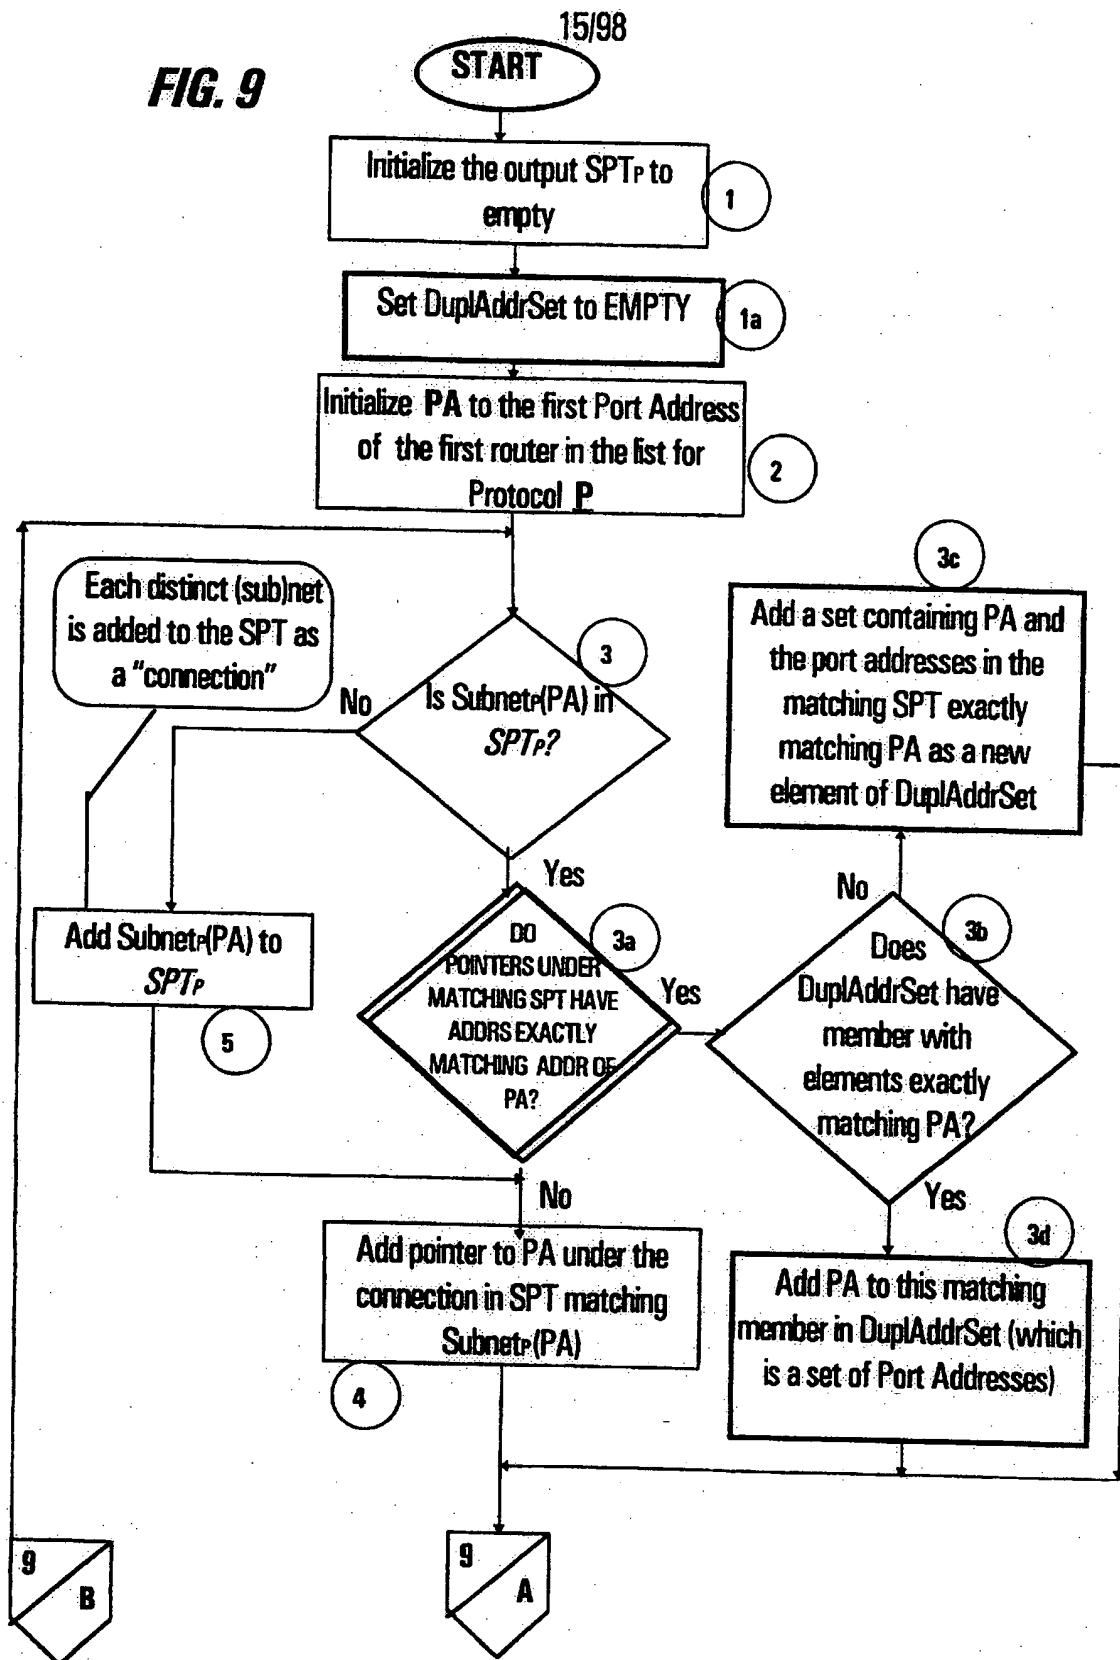 15/98
FIG. 9
START
Initialize the output SPTP to
empty
1
Set DuplAddrSet to EMPTY
1a
Initialize PA to the first Port Address
of the first router in the list for
Protocol P
2
Each distinct (sub)net
is added to the SPT as
a "connection"
No
3
Is SubnetP(PA) in
SPTP?
Yes
3c
Add a set containing PA and
the port addresses in the
matching SPT exactly
matching PA as a new
element of DuplAddrSet
Add SubnetP(PA) to
SPTP
5
3a
DO
POINTERS UNDER
MATCHING SPT HAVE
ADDRS EXACTLY
MATCHING ADDR OF
PA?
Yes
No
No
3b
Does
DuplAddrSet have
member with
elements exactly
matching PA?
Yes
Add pointer to PA under the
connection in SPT matching
SubnetP(PA)
4
3d
Add PA to this matching
member in DuplAddrSet (which
is a set of Port Addresses)
9
B
9
A